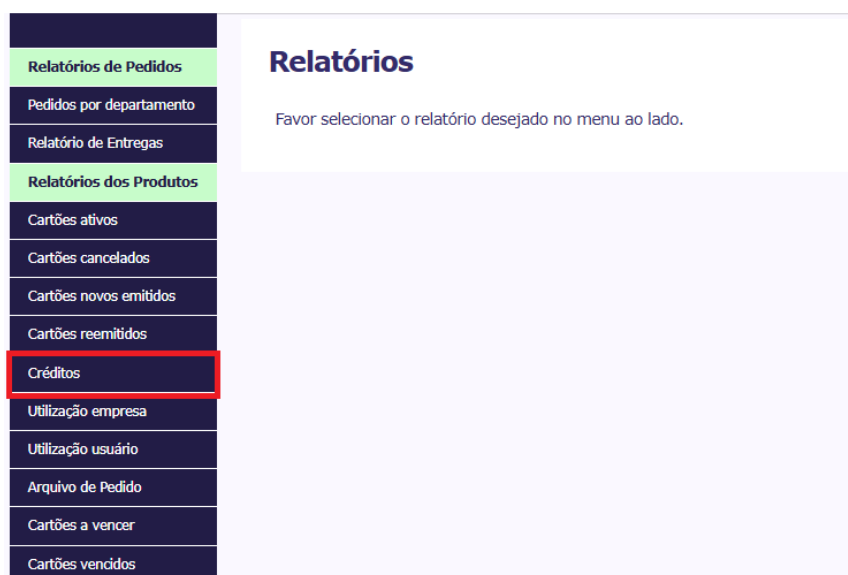 Relatórios de Pedidos
Pedidos por departamento
Relatório de Entregas
Relatórios dos Produtos
Cartões ativos
Cartões cancelados
Cartões novos emitidos
Cartões reemitidos
Créditos
Utilização empresa
Utilização usuário
Arquivo de Pedido
Cartões a vencer
Cartões vencidos
Relatórios
Favor selecionar o relatório desejado no menu ao lado.